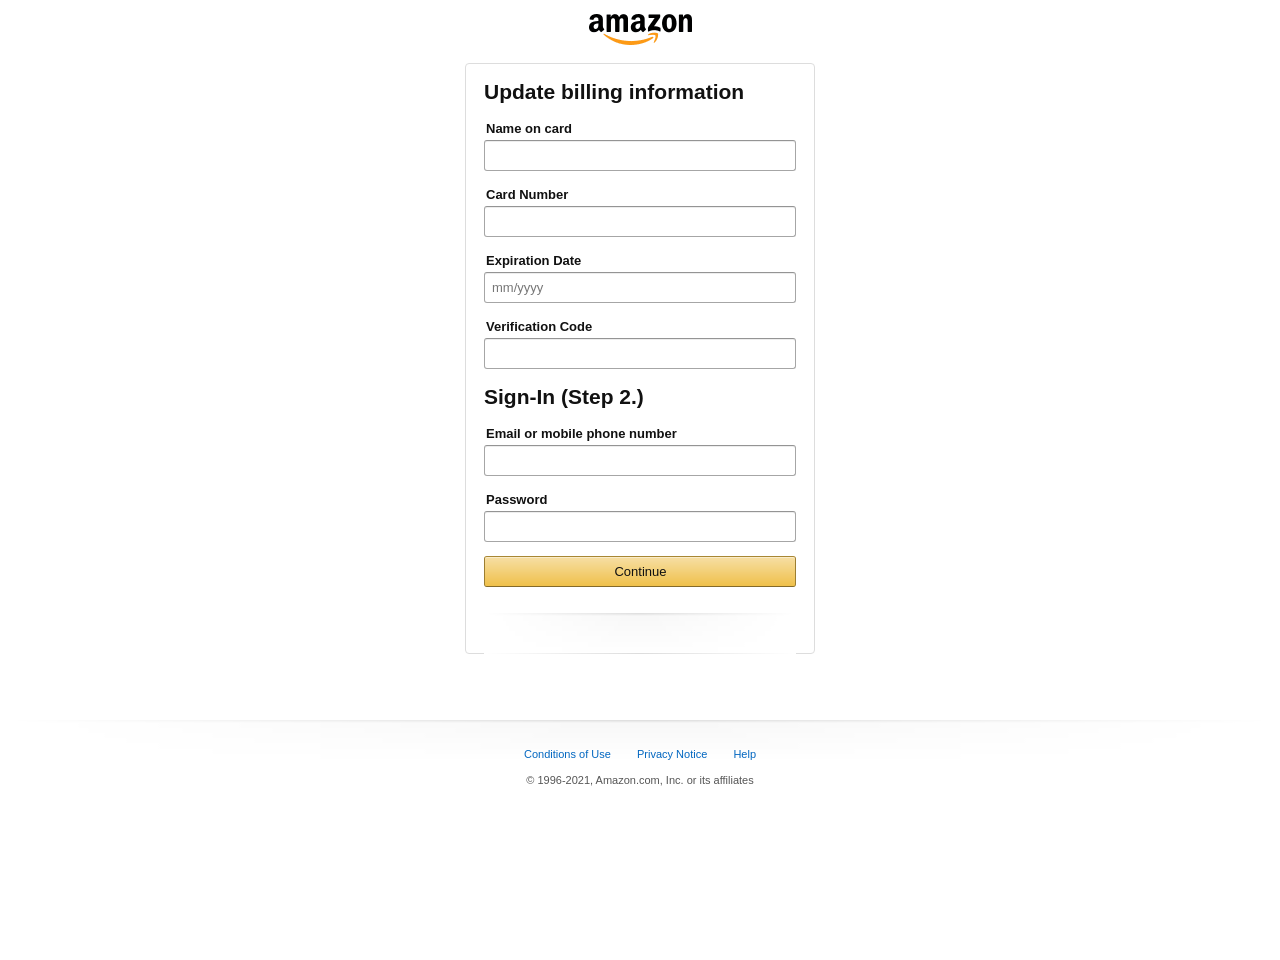 amazon
Update billing information
Name on card
Card Number
Expiration Date
mm/yyyy
Verification Code
Sign-In (Step 2.)
Email or mobile phone number
Password
Continue
Conditions of Use Privacy Notice Help
© 1996-2021, Amazon.com, Inc. or its affiliates